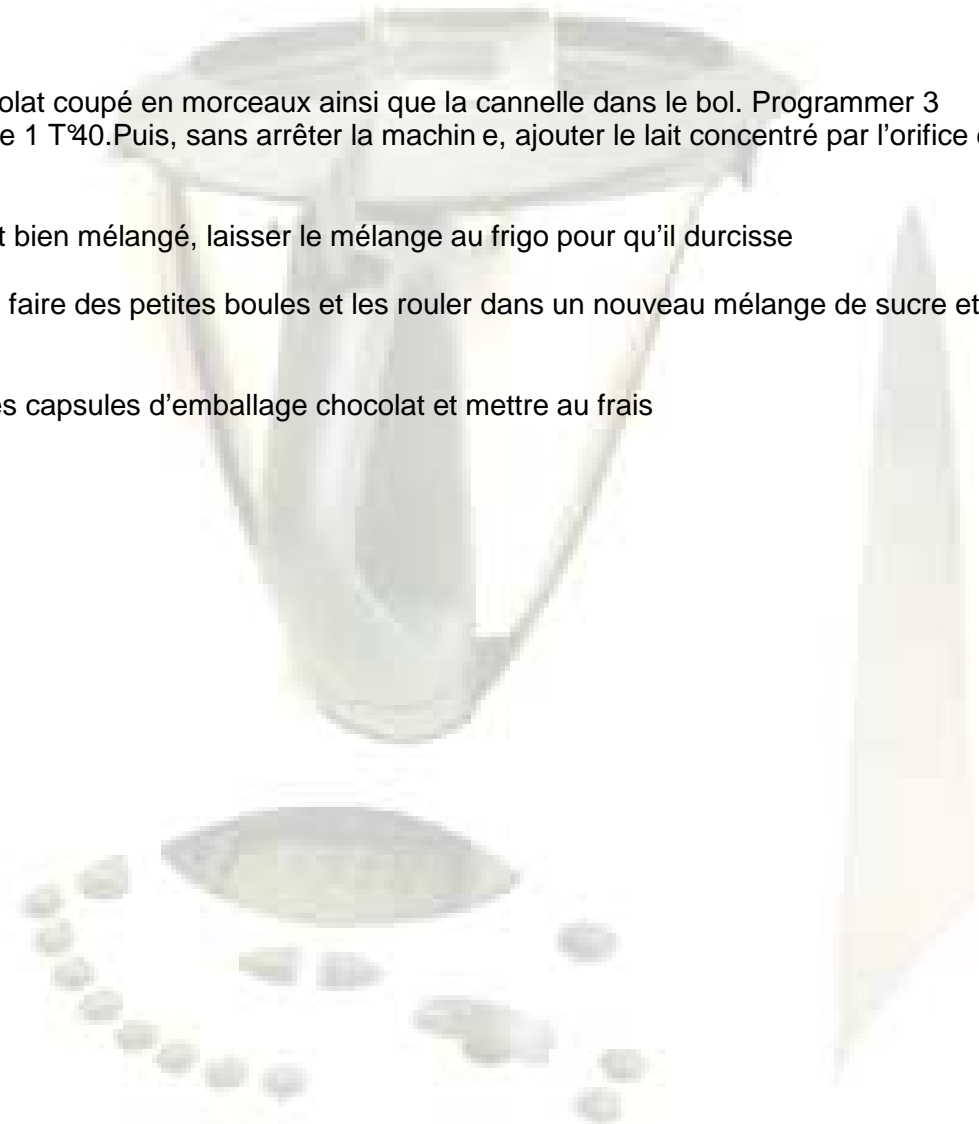 olat coupé en morceaux ainsi que la cannelle dans le bol. Programmer 3
e 1 T°40.Puis, sans arrêter la machin e, ajouter le lait concentré par l’orifice
t bien mélangé, laisser le mélange au frigo pour qu’il durcisse
faire des petites boules et les rouler dans un nouveau mélange de sucre et
es capsules d’emballage chocolat et mettre au frais